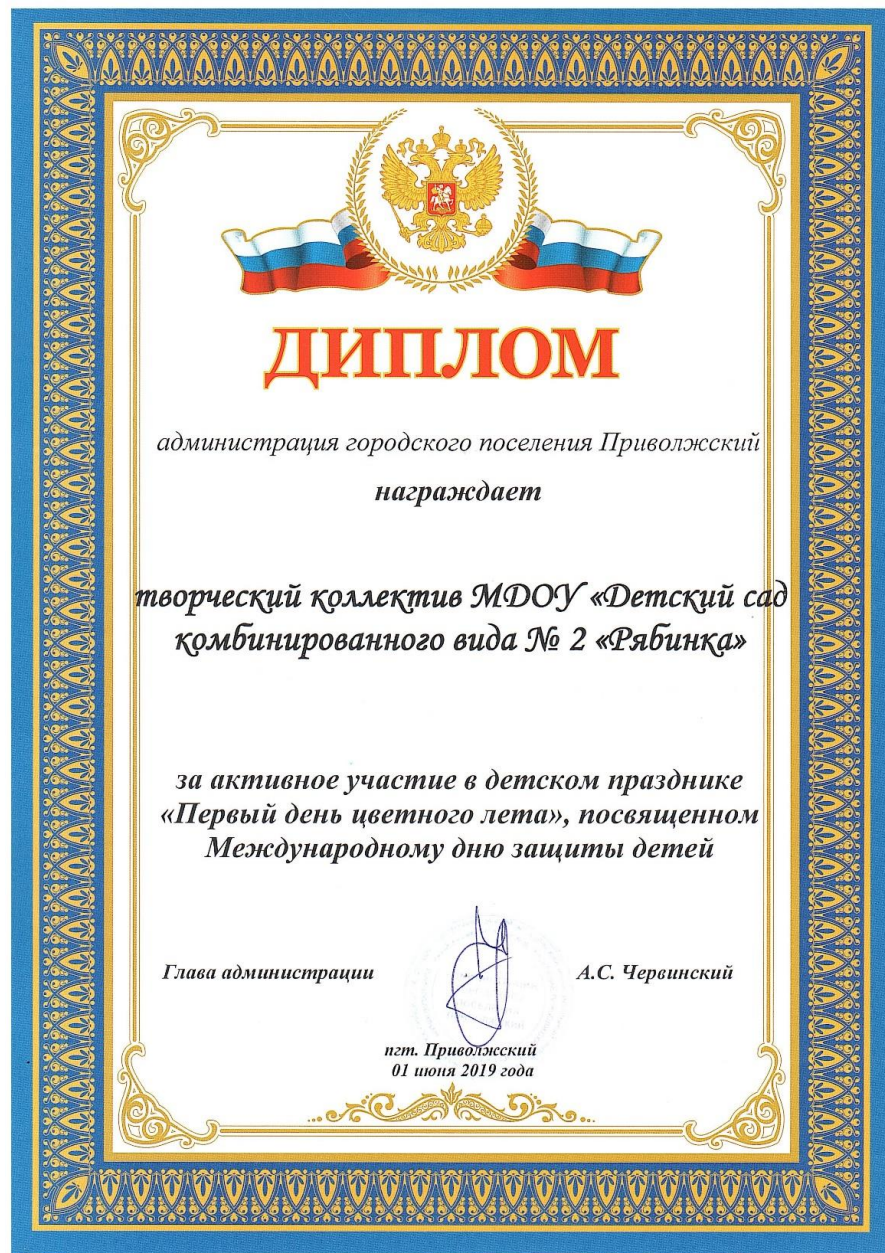 ДИПЛОМ
администрация городского поселения Приволжский
награждает
творческий коллектив МДОУ «Детский сад
комбинированного вида № 2 «Рябинка»
за активное участие в детском празднике
«Первый день цветного лета», посвященном
Международному дню защиты детей
Глава администрации А.С. Червинский
пгт. Приволжский
01 июня 2019 года